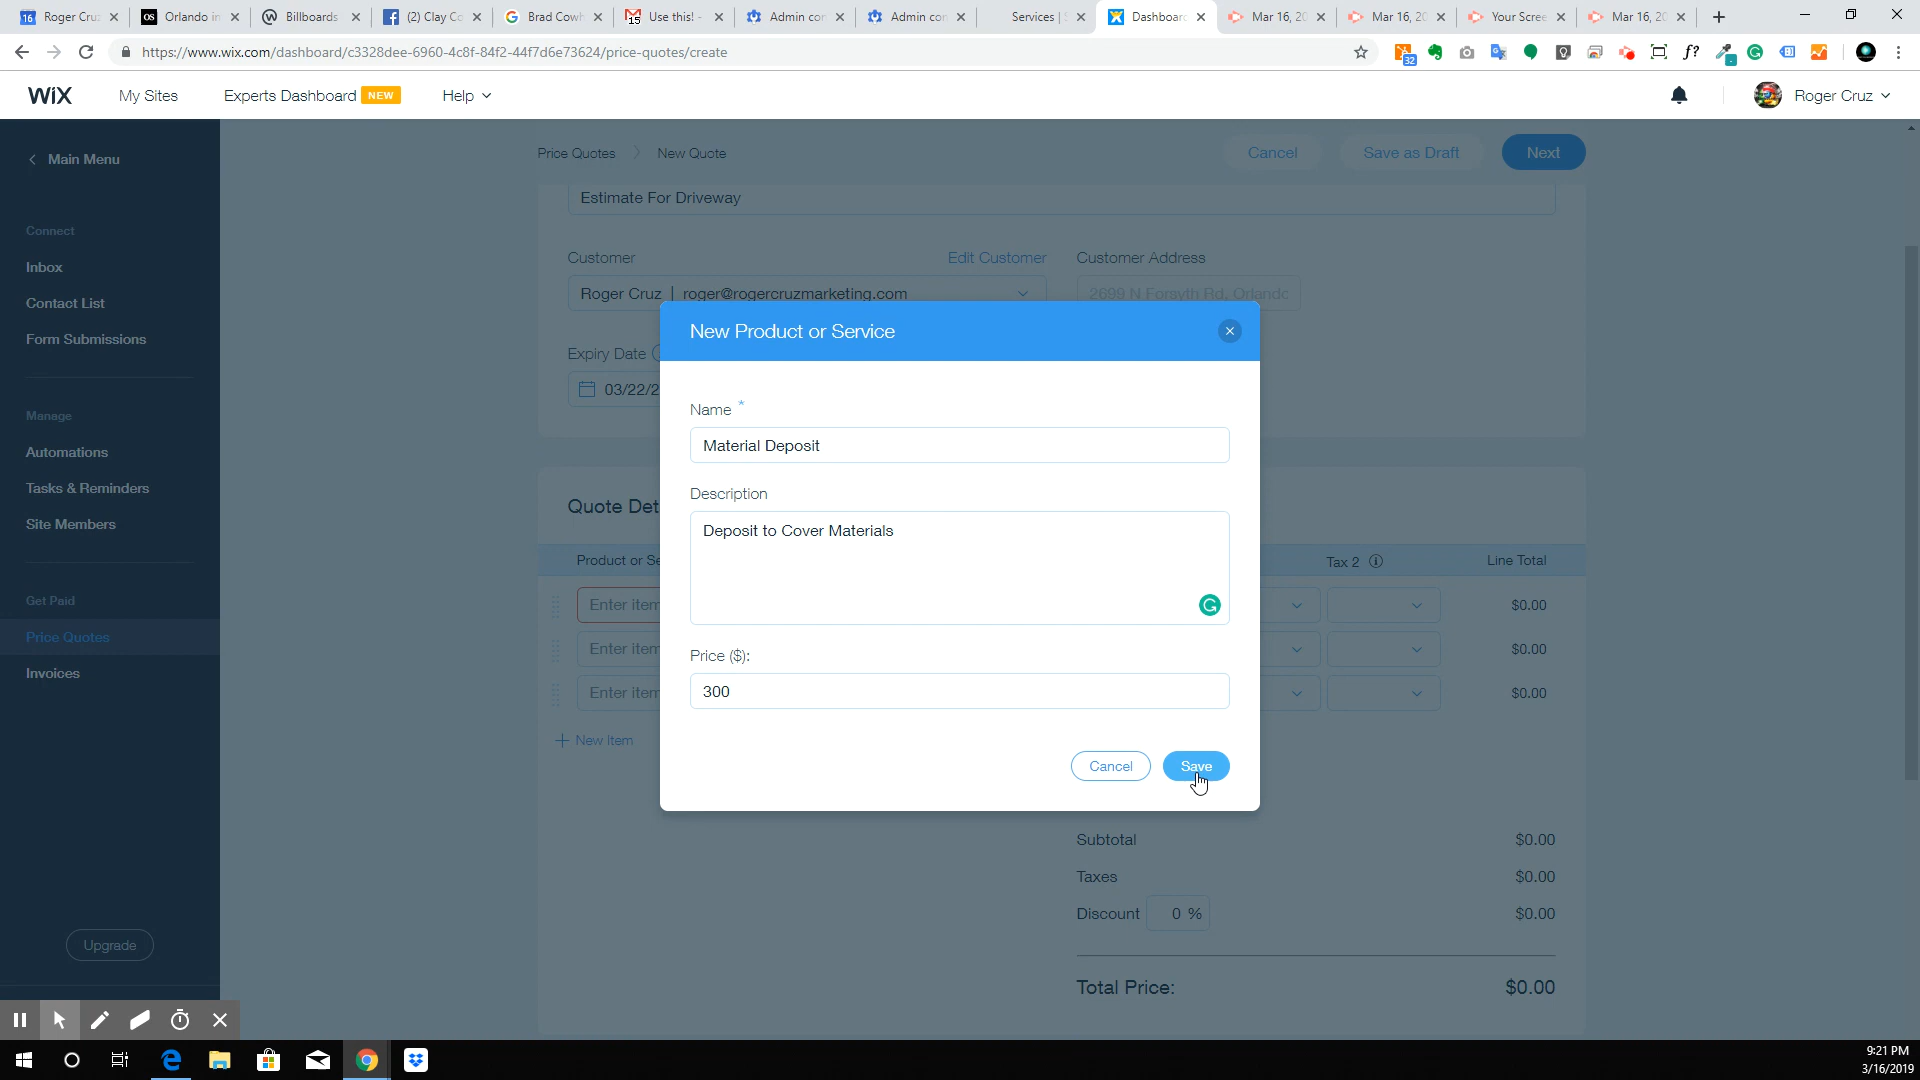 Roger Cruz
Orlando in
Billboards
(2) Clay Co
Brad Cowh
Use this! -
Admin con
Admin con
Services |
Dashboard
Mar 16, 20
Mar 16, 20
Your Scree
Mar 16, 20
https://www.wix.com/dashboard/c3328dee-6960-4c8f-84f2-44f7d6e73624/price-quotes/create
WiX
My Sites
Experts Dashboard NEW
Help
Roger Cruz
Main Menu
Connect
Inbox
Contact List
Form Submissions
Manage
Automations
Tasks & Reminders
Site Members
Get Paid
Price Quotes
Invoices
Upgrade
Price Quotes > New Quote
Cancel
Save as Draft
Next
Estimate For Driveway
Customer
Edit Customer
Customer Address
Roger Cruz | roger@rogercruzmarketing.com
2699 N Forsyth Rd, Orlando
Expiry Date
03/22/2
New Product or Service
Name *
Material Deposit
Description
Deposit to Cover Materials
Price ($):
300
Cancel
Save
Quote Det
Product or Se
Tax 2
Line Total
Enter item
$0.00
Enter item
$0.00
Enter item
$0.00
+ New Item
Subtotal
$0.00
Taxes
$0.00
Discount
0 %
$0.00
Total Price:
$0.00
9:21 PM
3/16/2019